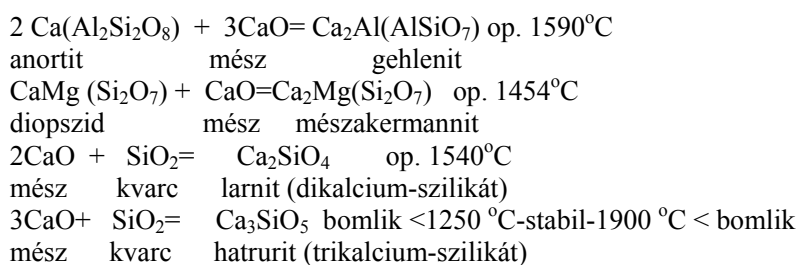 2 Ca(Al₂Si₂O₈) + 3CaO= Ca₂Al(AlSiO₇) op. 1590°C
anortit mész gehlenit
CaMg (Si₂O₇) + CaO=Ca₂Mg(Si₂O₇) op. 1454°C
diopszid mész mészakermannit
2CaO + SiO₂= Ca₂SiO₄ op. 1540°C
mész kvarc larnit (dikalcium-szilikát)
3CaO+ SiO₂= Ca₃SiO₅ bomlik <1250 °C-stabil-1900 °C < bomlik
mész kvarc hatrurit (trikalcium-szilikát)